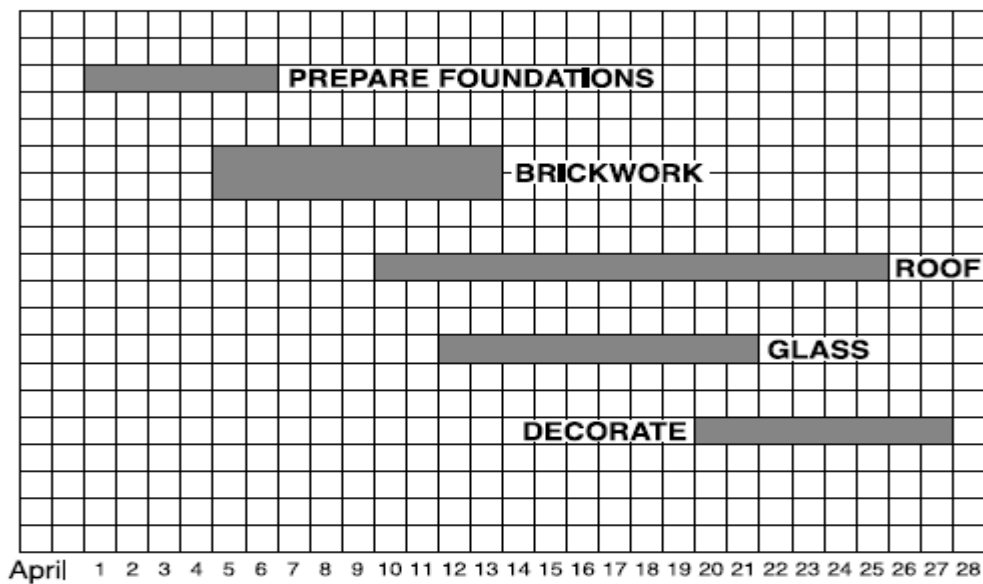 PREPARE FOUNDATIONS
BRICKWORK
ROOF
GLASS
DECORATE
April 1 2 3 4 5 6 7 8 9 10 11 12 13 14 15 16 17 18 19 20 21 22 23 24 25 26 27 28